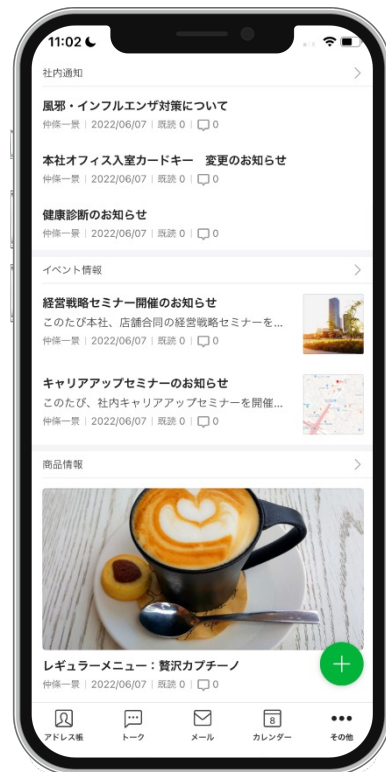 11:02
社内通知
風邪・インフルエンザ対策について
仲條一景 | 2022/06/07 | 既読 0 | 0
本社オフィス入室カードキー　変更のお知らせ
仲條一景 | 2022/06/07 | 既読 0 | 0
健康診断のお知らせ
仲條一景 | 2022/06/07 | 既読 0 | 0
イベント情報
経営戦略セミナー開催のお知らせ
このたび本社、店舗合同の経営戦略セミナーを...
仲條一景 | 2022/06/07 | 既読 0 | 0
キャリアアップセミナーのお知らせ
このたび、社内キャリアアップセミナーを開催...
仲條一景 | 2022/06/07 | 既読 0 | 0
商品情報
レギュラーメニュー：贅沢カプチーノ
仲條一景 | 2022/06/07 | 既読 0 | 0
8
アドレス帳 トーク メール カレンダー その他